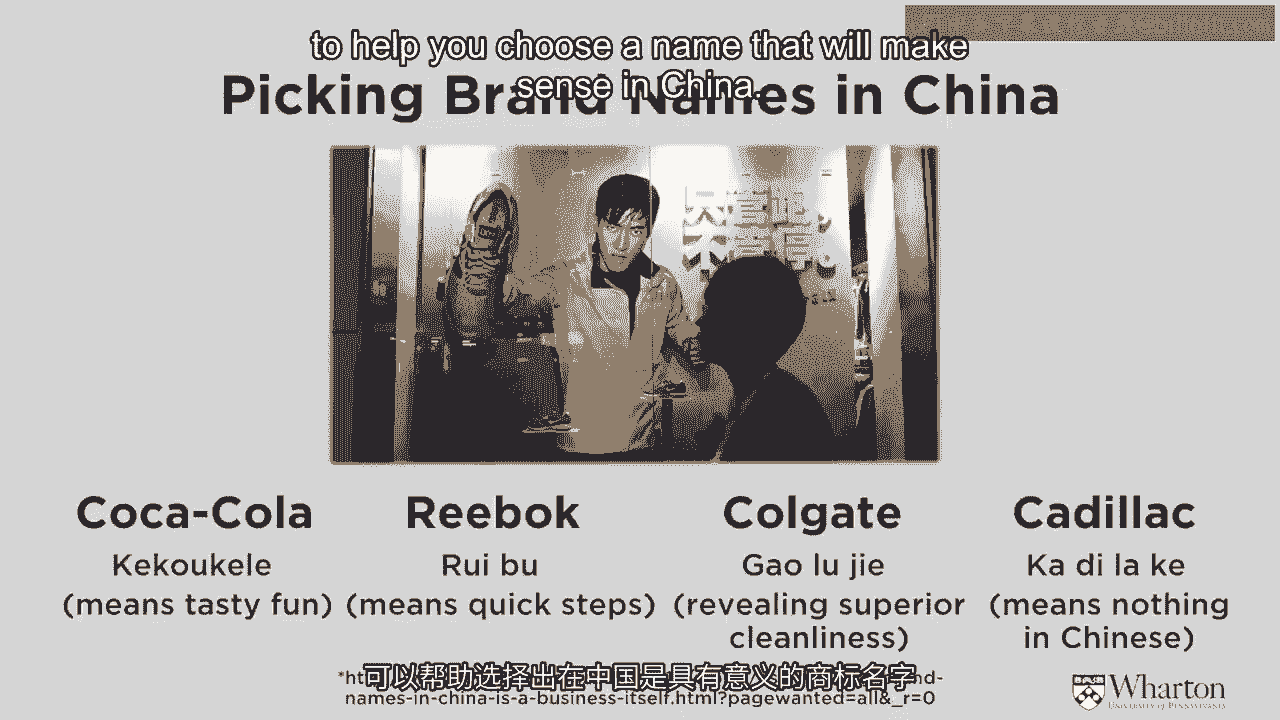 to help you choose a name that will make
sense in China.
Picking Brand Names in China
只管跑,
Coca-Cola
Kekoukele
(means tasty fun)
Reebok
Rui bu
(means quick steps)
Colgate
Gao lu jie
(revealing superior
cleanliness)
Cadillac
Ka di la ke
(means nothing
in Chinese)
可以帮助选择出在中国是具有意义的商标名字
names-in-china-is-a-business-itself.html?pagewanted=all&_r=0
Wharton
UNIVERSITY of PENNSYLVANIA